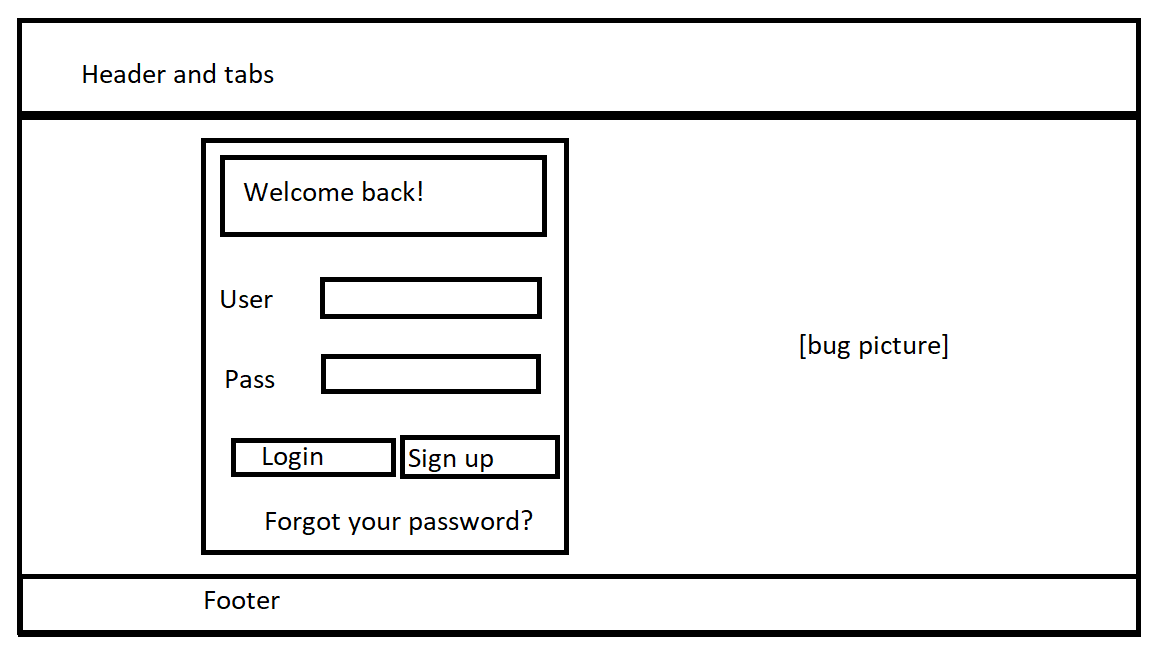 Header and tabs
Welcome back!
User
Pass
Login
Sign up
Forgot your password?
[bug picture]
Footer